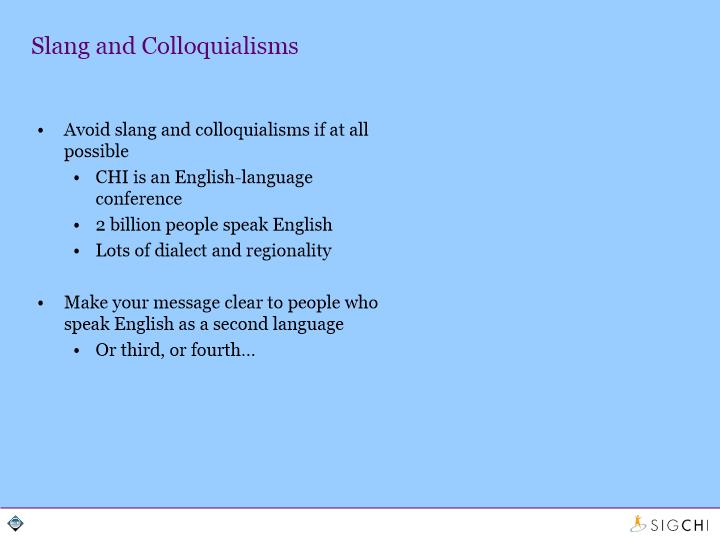 Slang and Colloquialisms
• Avoid slang and colloquialisms if at all
possible
• CHI is an English-language
conference
• 2 billion people speak English
• Lots of dialect and regionality
• Make your message clear to people who
speak English as a second language
• Or third, or fourth…
SIGCHI